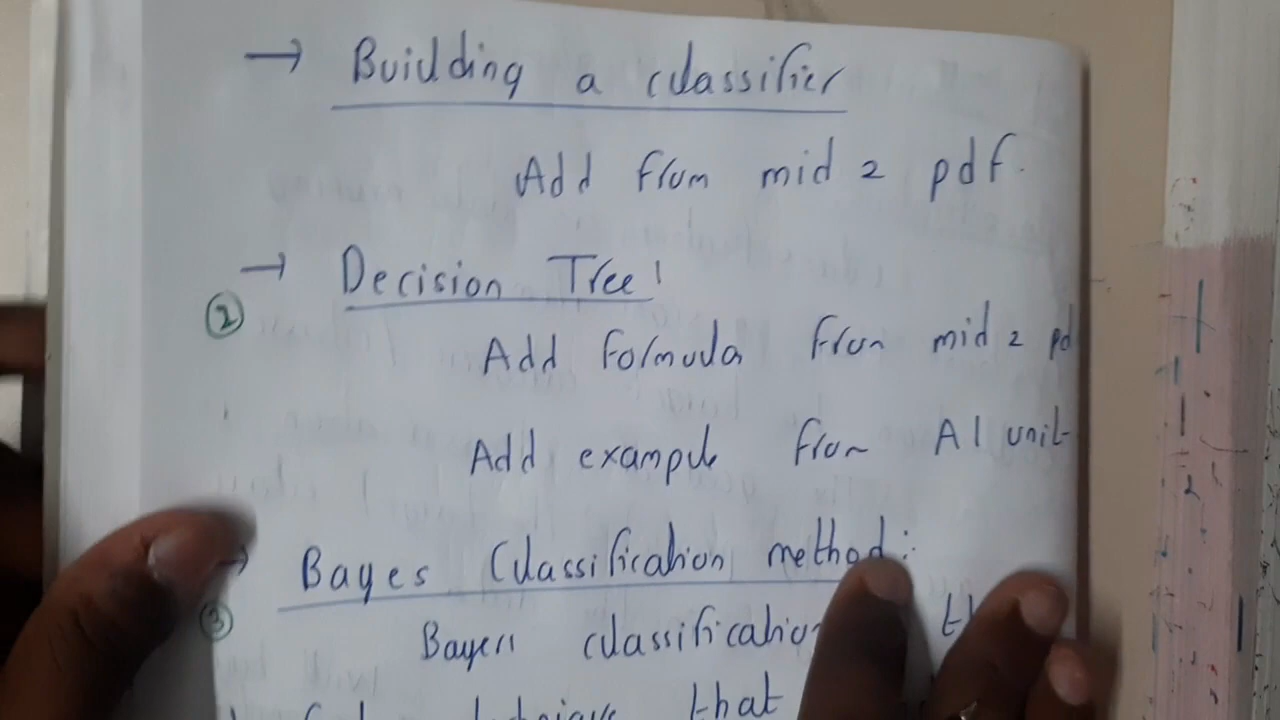 → Building a classifier
Add from mid 2 pdf.
→ Decision Tree!
②
Add formula from mid 2 pd
Add example from AI unit-
→ Bayes Classification method:
③
Bayes classification
that